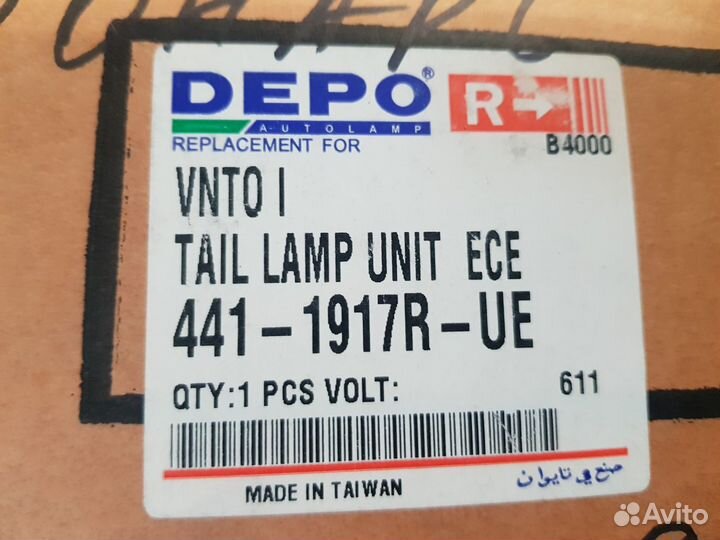 DEPO®
AUTOLAMP
R
REPLACEMENT FOR
B4000
VNTO I
TAIL LAMP UNIT ECE
441-1917R-UE
QTY:1 PCS VOLT:
611
MADE IN TAIWAN
صنع في تايوان
Avito